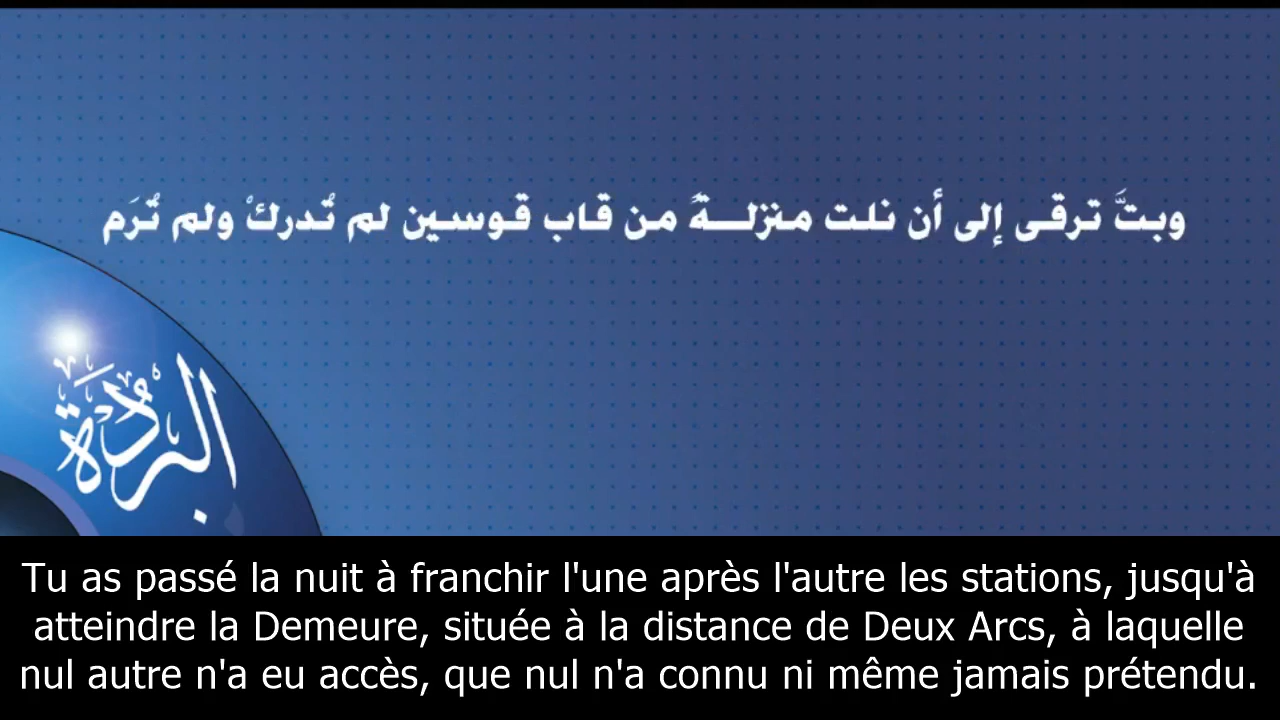 وبتَّ ترقى إلى أن نلت منزلـــةً من قاب قوسين لم تُدركْ ولم تُرَم
البُردَة
Tu as passé la nuit à franchir l'une après l'autre les stations, jusqu'à
atteindre la Demeure, située à la distance de Deux Arcs, à laquelle
nul autre n'a eu accès, que nul n'a connu ni même jamais prétendu.